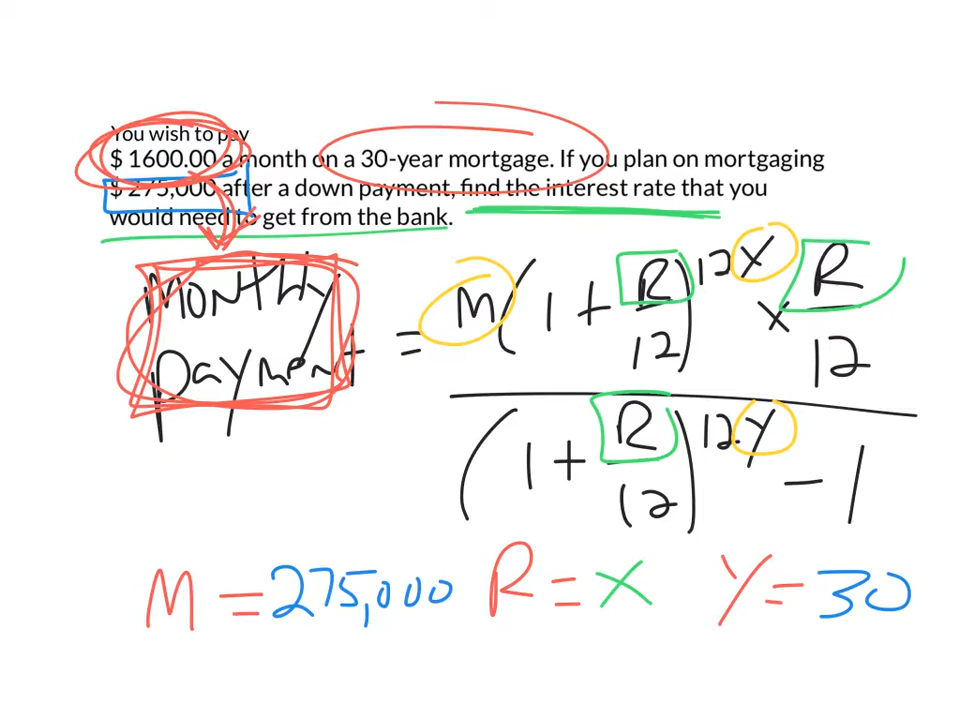 You wish to pay
$ 1600.00 a month on a 30-year mortgage. If you plan on mortgaging
$ 275,000 after a down payment, find the interest rate that you
would need to get from the bank.
Monthly Payment = M(1 + R/12)^12Y x R/12
(1 + R/12)^12Y - 1
M = 275,000 R = X Y = 30